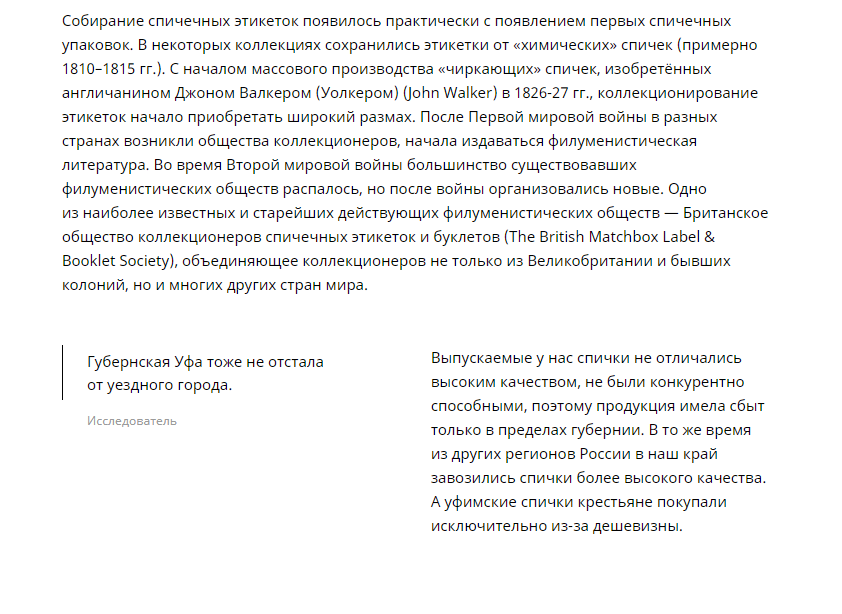 Собирание спичечных этикеток появилось практически с появлением первых спичечных
упаковок. В некоторых коллекциях сохранились этикетки от «химических» спичек (примерно
1810–1815 гг.). С началом массового производства «чиркающих» спичек, изобретённых
англичанином Джоном Валкером (Уолкером) (John Walker) в 1826-27 гг., коллекционирование
этикеток начало приобретать широкий размах. После Первой мировой войны в разных
странах возникли общества коллекционеров, начала издаваться филуменистическая
литература. Во время Второй мировой войны большинство существовавших
филуменистических обществ распалось, но после войны организовались новые. Одно
из наиболее известных и старейших действующих филуменистических обществ — Британское
общество коллекционеров спичечных этикеток и буклетов (The British Matchbox Label &
Booklet Society), объединяющее коллекционеров не только из Великобритании и бывших
колоний, но и многих других стран мира.
Губернская Уфа тоже не отстала
от уездного города.
Исследователь
Выпускаемые у нас спички не отличались
высоким качеством, не были конкурентно
способными, поэтому продукция имела сбыт
только в пределах губернии. В то же время
из других регионов России в наш край
завозились спички более высокого качества.
А уфимские спички крестьяне покупали
исключительно из-за дешевизны.